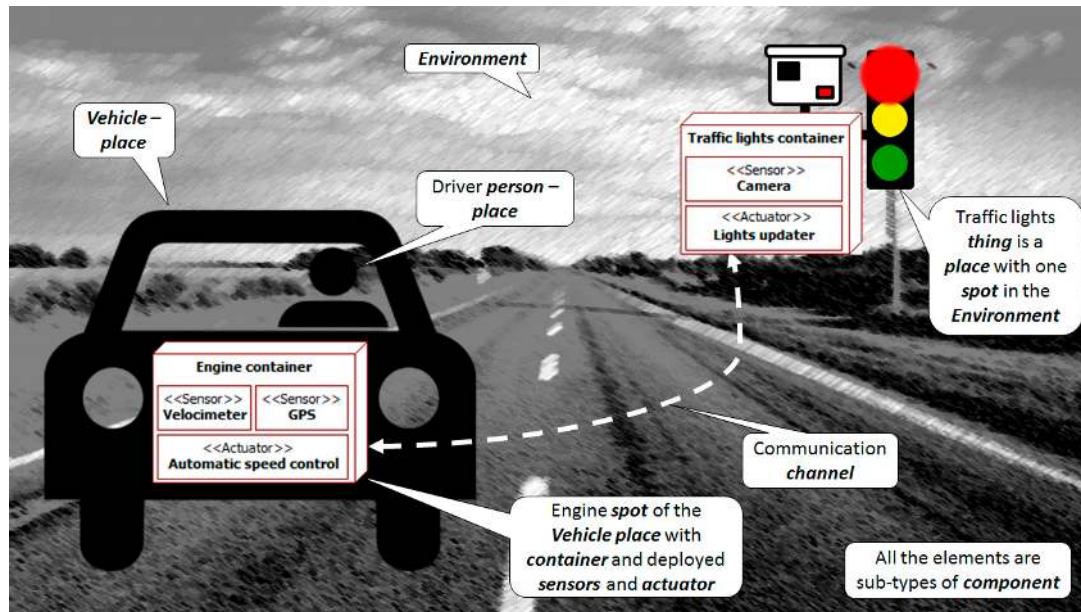 Environment
Vehicle –
place
Driver person –
place
Traffic lights container
<<Sensor>>
Camera
<<Actuator>>
Lights updater
Traffic lights
thing is a
place with one
spot in the
Environment
Engine container
<<Sensor>>
Velocimeter
<<Sensor>>
GPS
<<Actuator>>
Automatic speed control
Communication
channel
Engine spot of the
Vehicle place with
container and deployed
sensors and actuator
All the elements are
sub-types of component